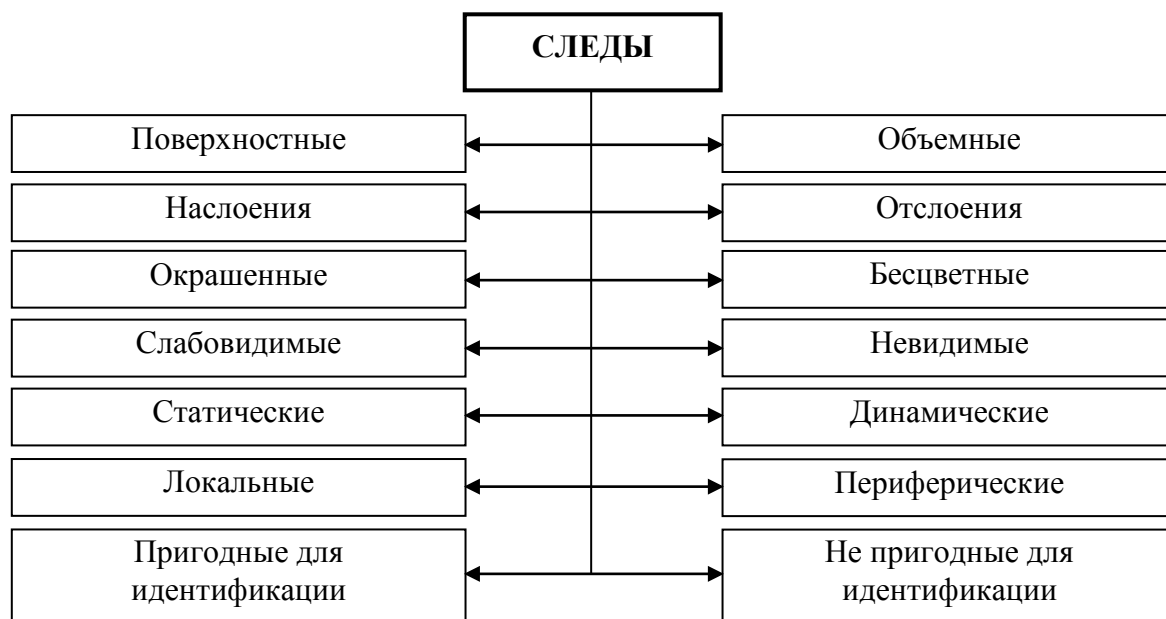 СЛЕДЫ
Поверхностные
Объемные
Наслоения
Отслоения
Окрашенные
Бесцветные
Слабовидимые
Невидимые
Статические
Динамические
Локальные
Периферические
Пригодные для
идентификации
Не пригодные для
идентификации